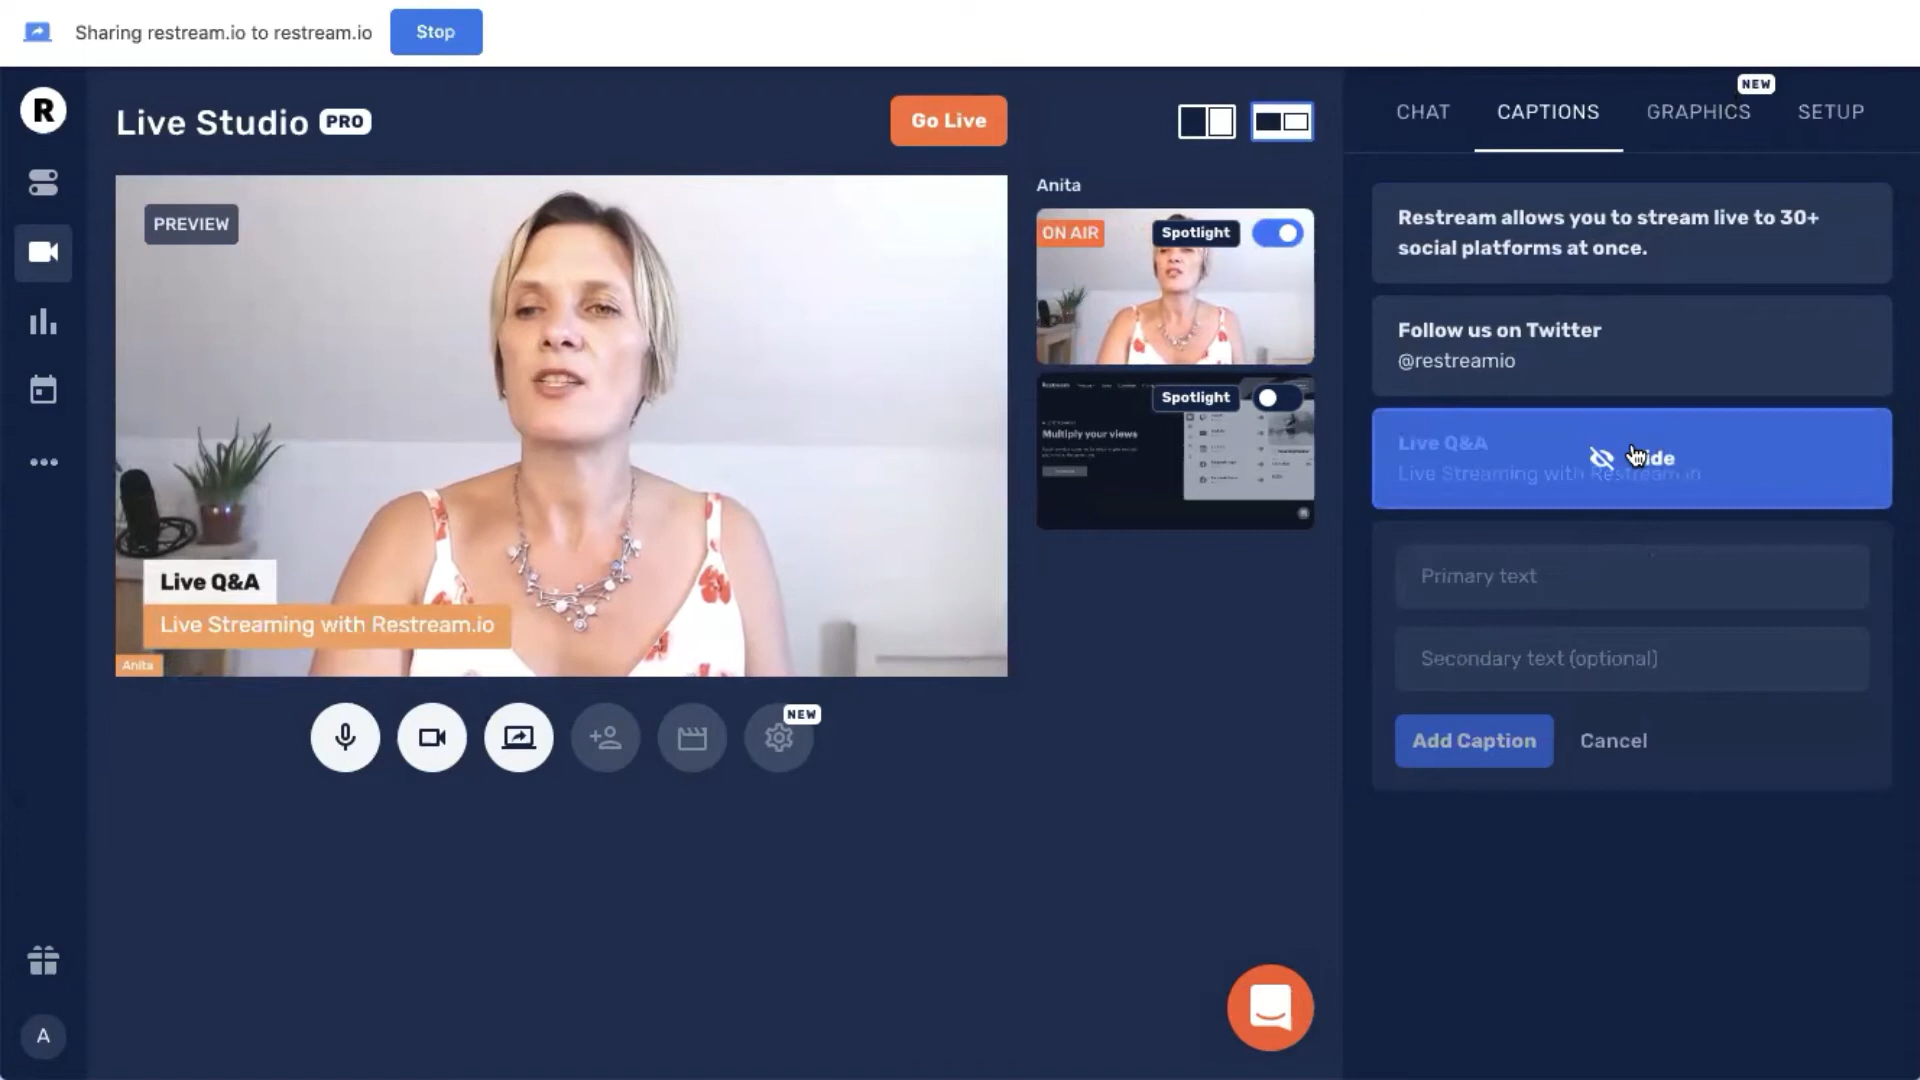 Sharing restream.io to restream.io
Stop
R
Live Studio PRO
Go Live
PREVIEW
Live Q&A
Live Streaming with Restream.io
Anita
NEW
Anita
ON AIR
Spotlight
Spotlight
Multiply your views
NEW
CHAT
CAPTIONS
GRAPHICS
SETUP
Restream allows you to stream live to 30+
social platforms at once.
Follow us on Twitter
@restreamio
Live Q&A
Hide
Live Streaming with Restream.io
Primary text
Secondary text (optional)
Add Caption
Cancel
A